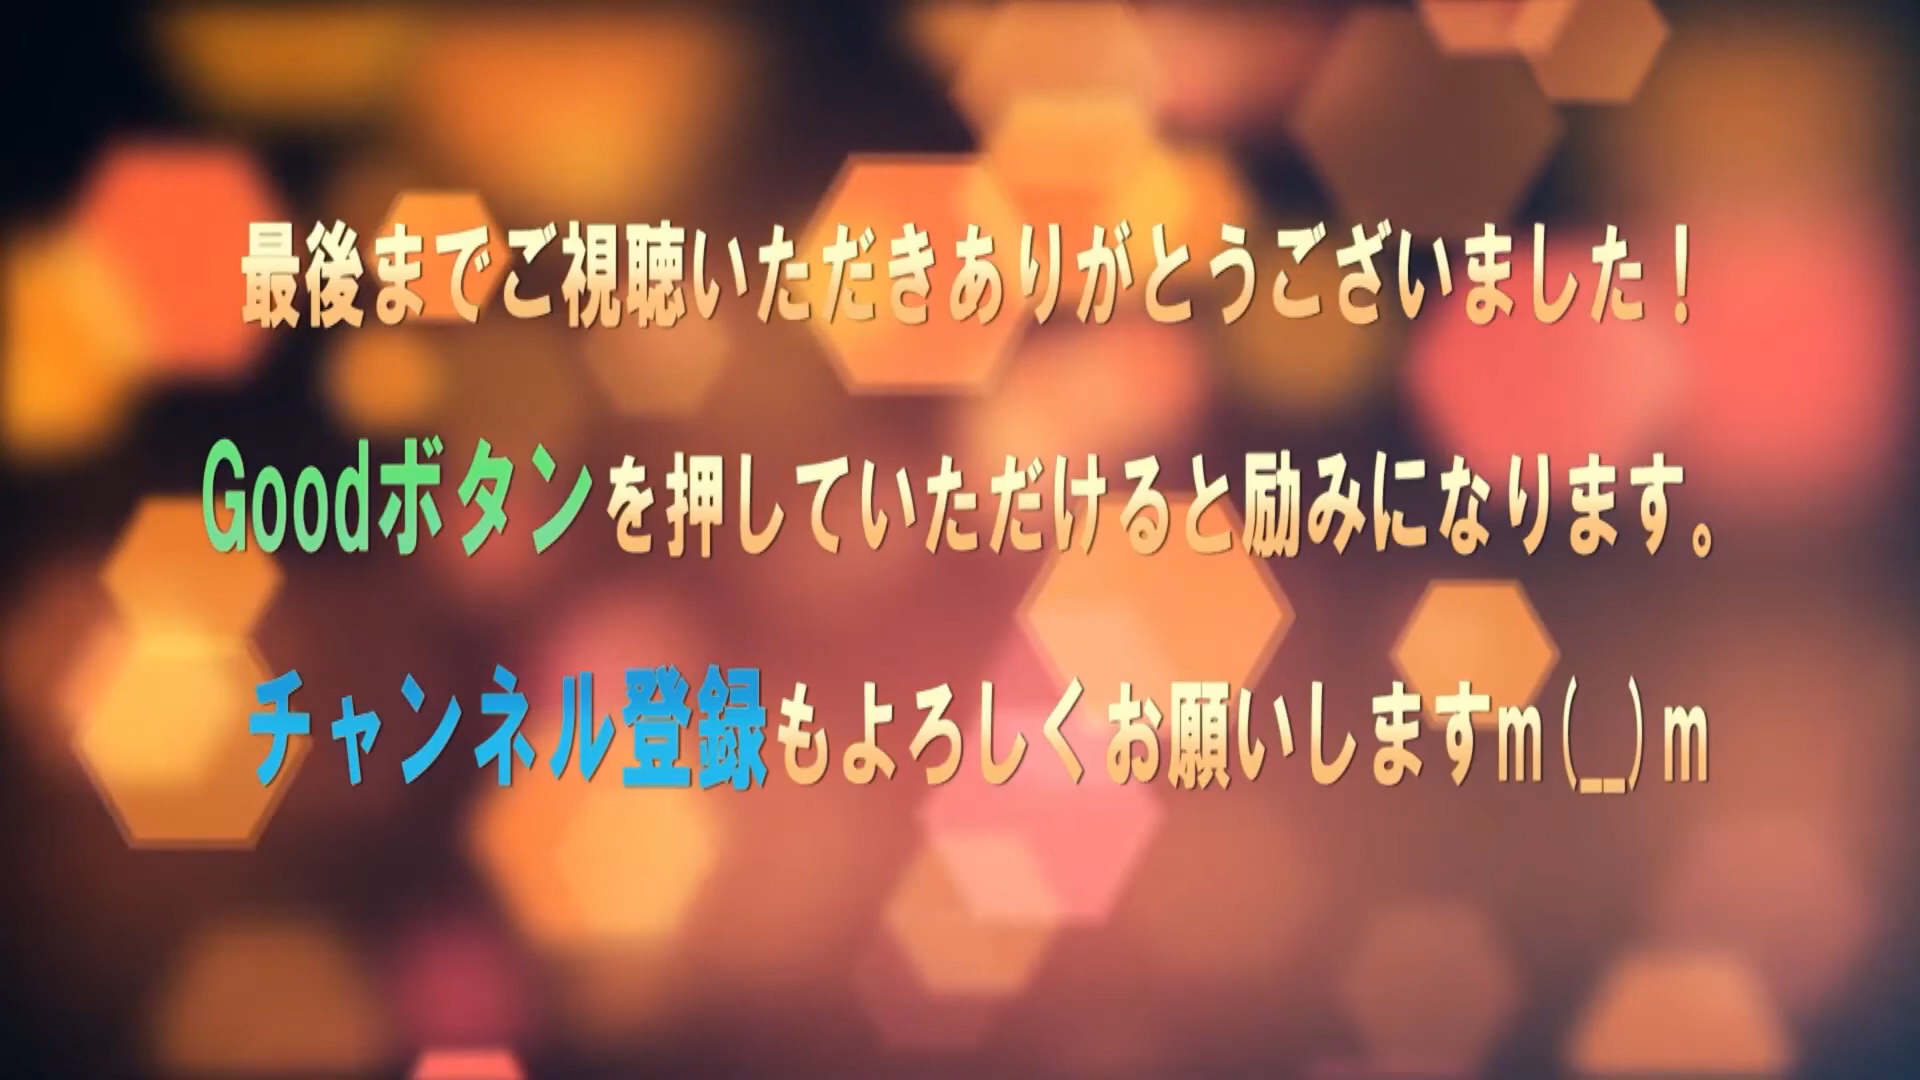 最後までご視聴いただきありがとうございました！
Goodボタンを押していただけると励みになります。
チャンネル登録もよろしくお願いしますm(__)m